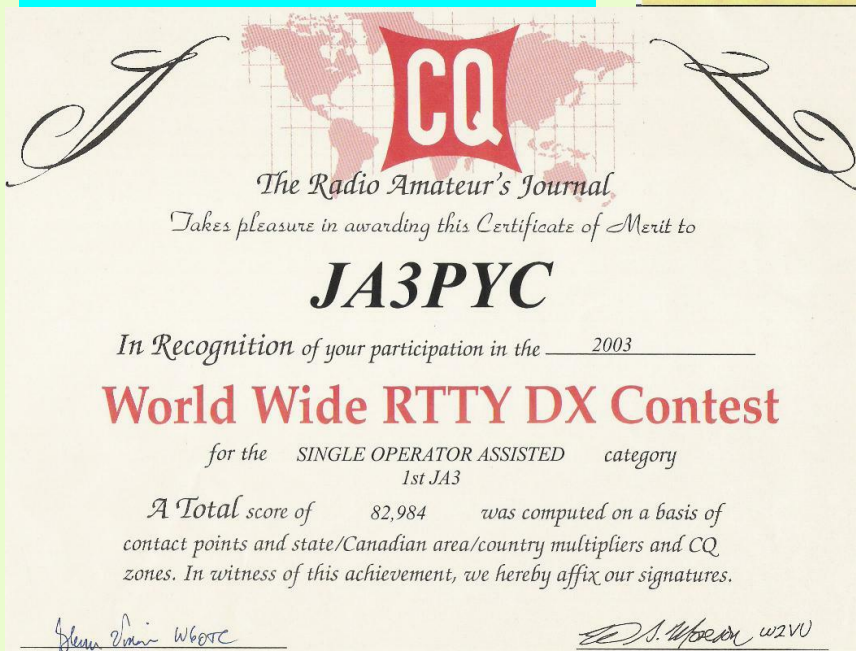 CQ
The Radio Amateur's Journal
Takes pleasure in awarding this Certificate of Merit to
JA3PYC
In Recognition of your participation in the 2003
World Wide RTTY DX Contest
for the SINGLE OPERATOR ASSISTED category
1st JA3
A Total score of 82,984 was computed on a basis of
contact points and state/Canadian area/country multipliers and CQ
zones. In witness of this achievement, we hereby affix our signatures.
W6OTC W2VU